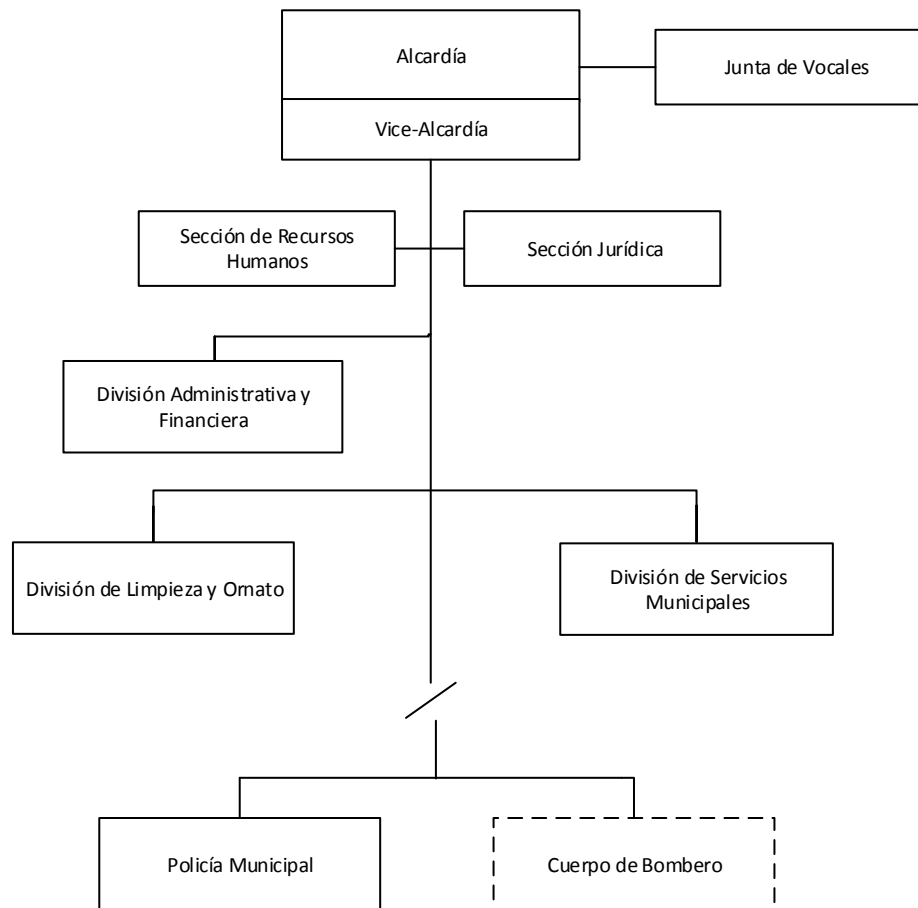 Alcardía
Junta de Vocales
Vice-Alcardía
Sección de Recursos
Humanos
Sección Jurídica
División Administrativa y
Financiera
División de Limpieza y Ornato
División de Servicios
Municipales
Policía Municipal
Cuerpo de Bombero